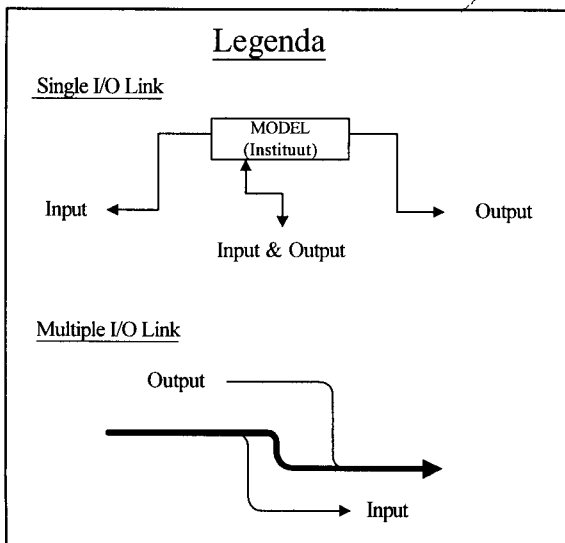 Legenda
Single I/O Link
MODEL
(Instituut)
Input
Output
Input & Output
Multiple I/O Link
Output
Input